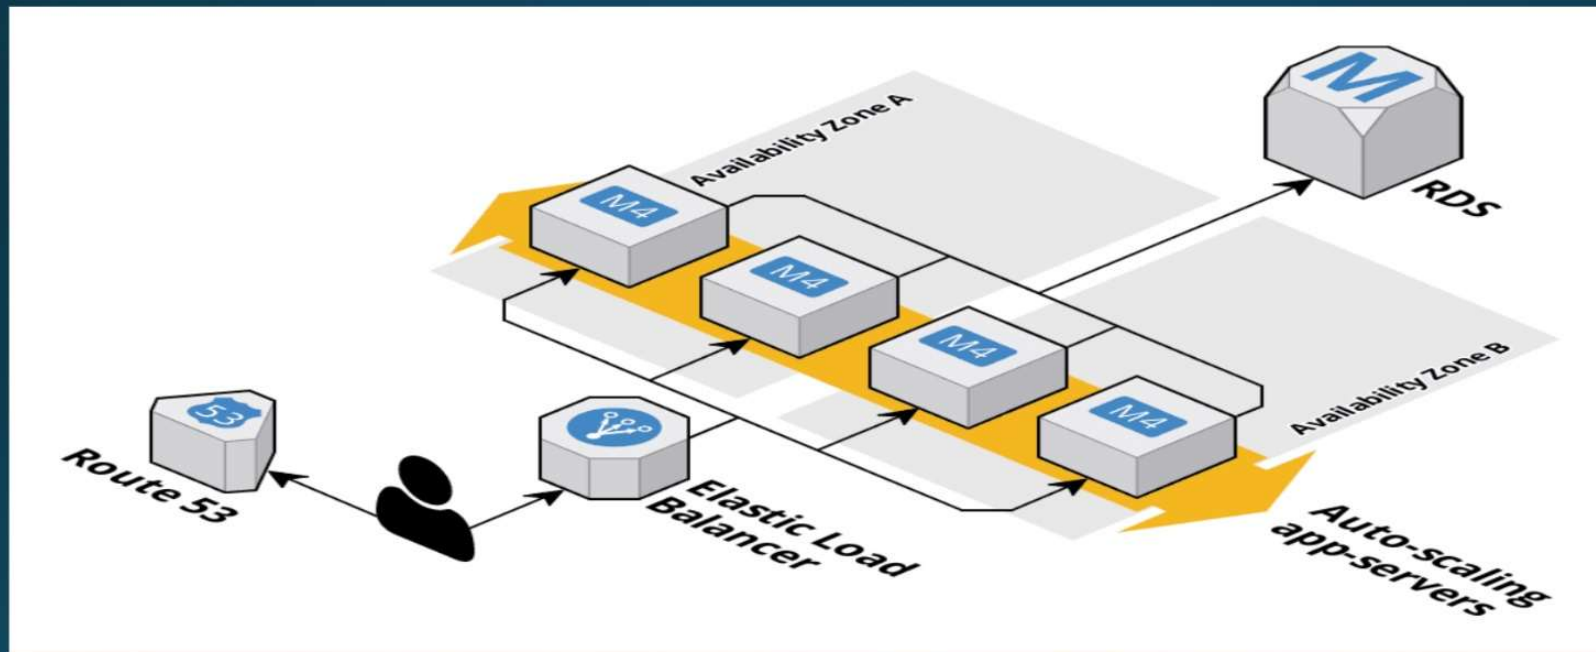 Availability Zone A
M
RDS
M4
M4
M4
M4
Availability Zone B
53
Route 53
Elastic Load
Balancer
Auto-scaling
app-servers